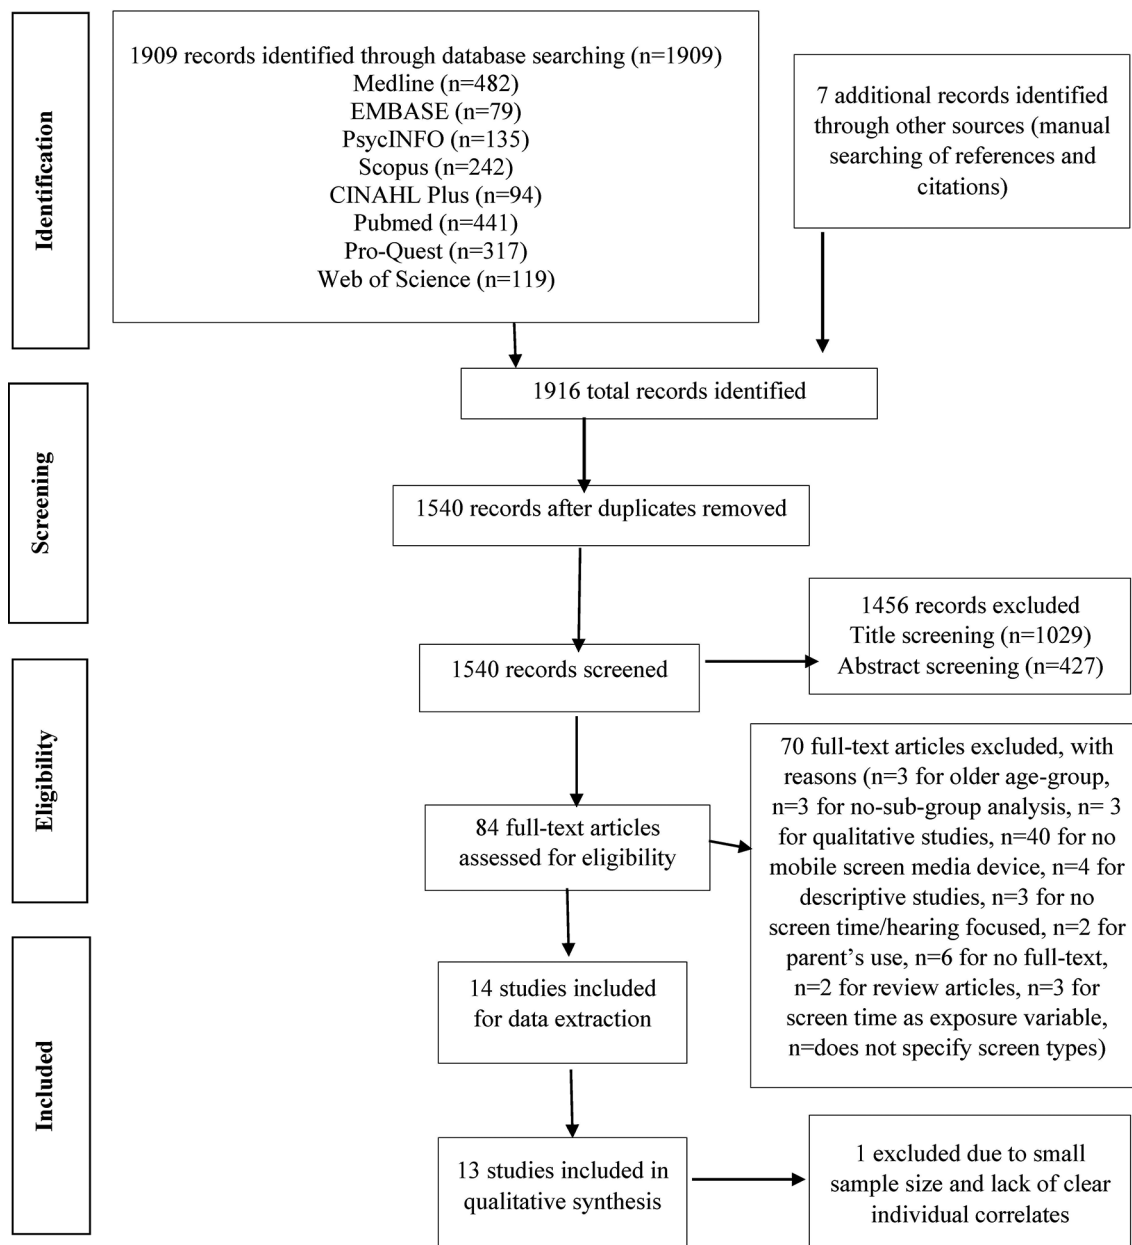 Identification
1909 records identified through database searching (n=1909)
Medline (n=482)
EMBASE (n=79)
PsycINFO (n=135)
Scopus (n=242)
CINAHL Plus (n=94)
Pubmed (n=441)
Pro-Quest (n=317)
Web of Science (n=119)
7 additional records identified
through other sources (manual
searching of references and
citations)
1916 total records identified
Screening
1540 records after duplicates removed
1540 records screened
1456 records excluded
Title screening (n=1029)
Abstract screening (n=427)
Eligibility
84 full-text articles
assessed for eligibility
70 full-text articles excluded, with
reasons (n=3 for older age-group,
n=3 for no-sub-group analysis, n= 3
for qualitative studies, n=40 for no
mobile screen media device, n=4 for
descriptive studies, n=3 for no
screen time/hearing focused, n=2 for
parent’s use, n=6 for no full-text,
n=2 for review articles, n=3 for
screen time as exposure variable,
n=does not specify screen types)
Included
14 studies included
for data extraction
13 studies included in
qualitative synthesis
1 excluded due to small
sample size and lack of clear
individual correlates